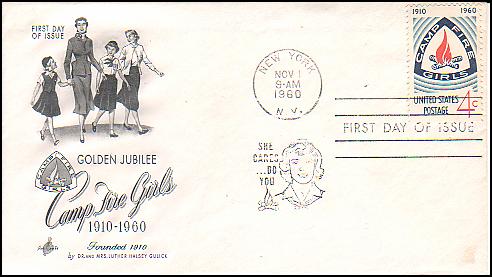 FIRST DAY
OF ISSUE
CAMP FIRE
GOLDEN JUBILEE
Camp Fire Girls
1910-1960
Founded 1910
by DR. AND MRS. LUTHER HALSEY GULICK
NEW YORK
NOV 1
9-AM
1960
N.Y.
SHE
CARES
...DO
YOU
1910 1960
CAMP FIRE
GIRLS
UNITED STATES
POSTAGE 4c
FIRST DAY OF ISSUE